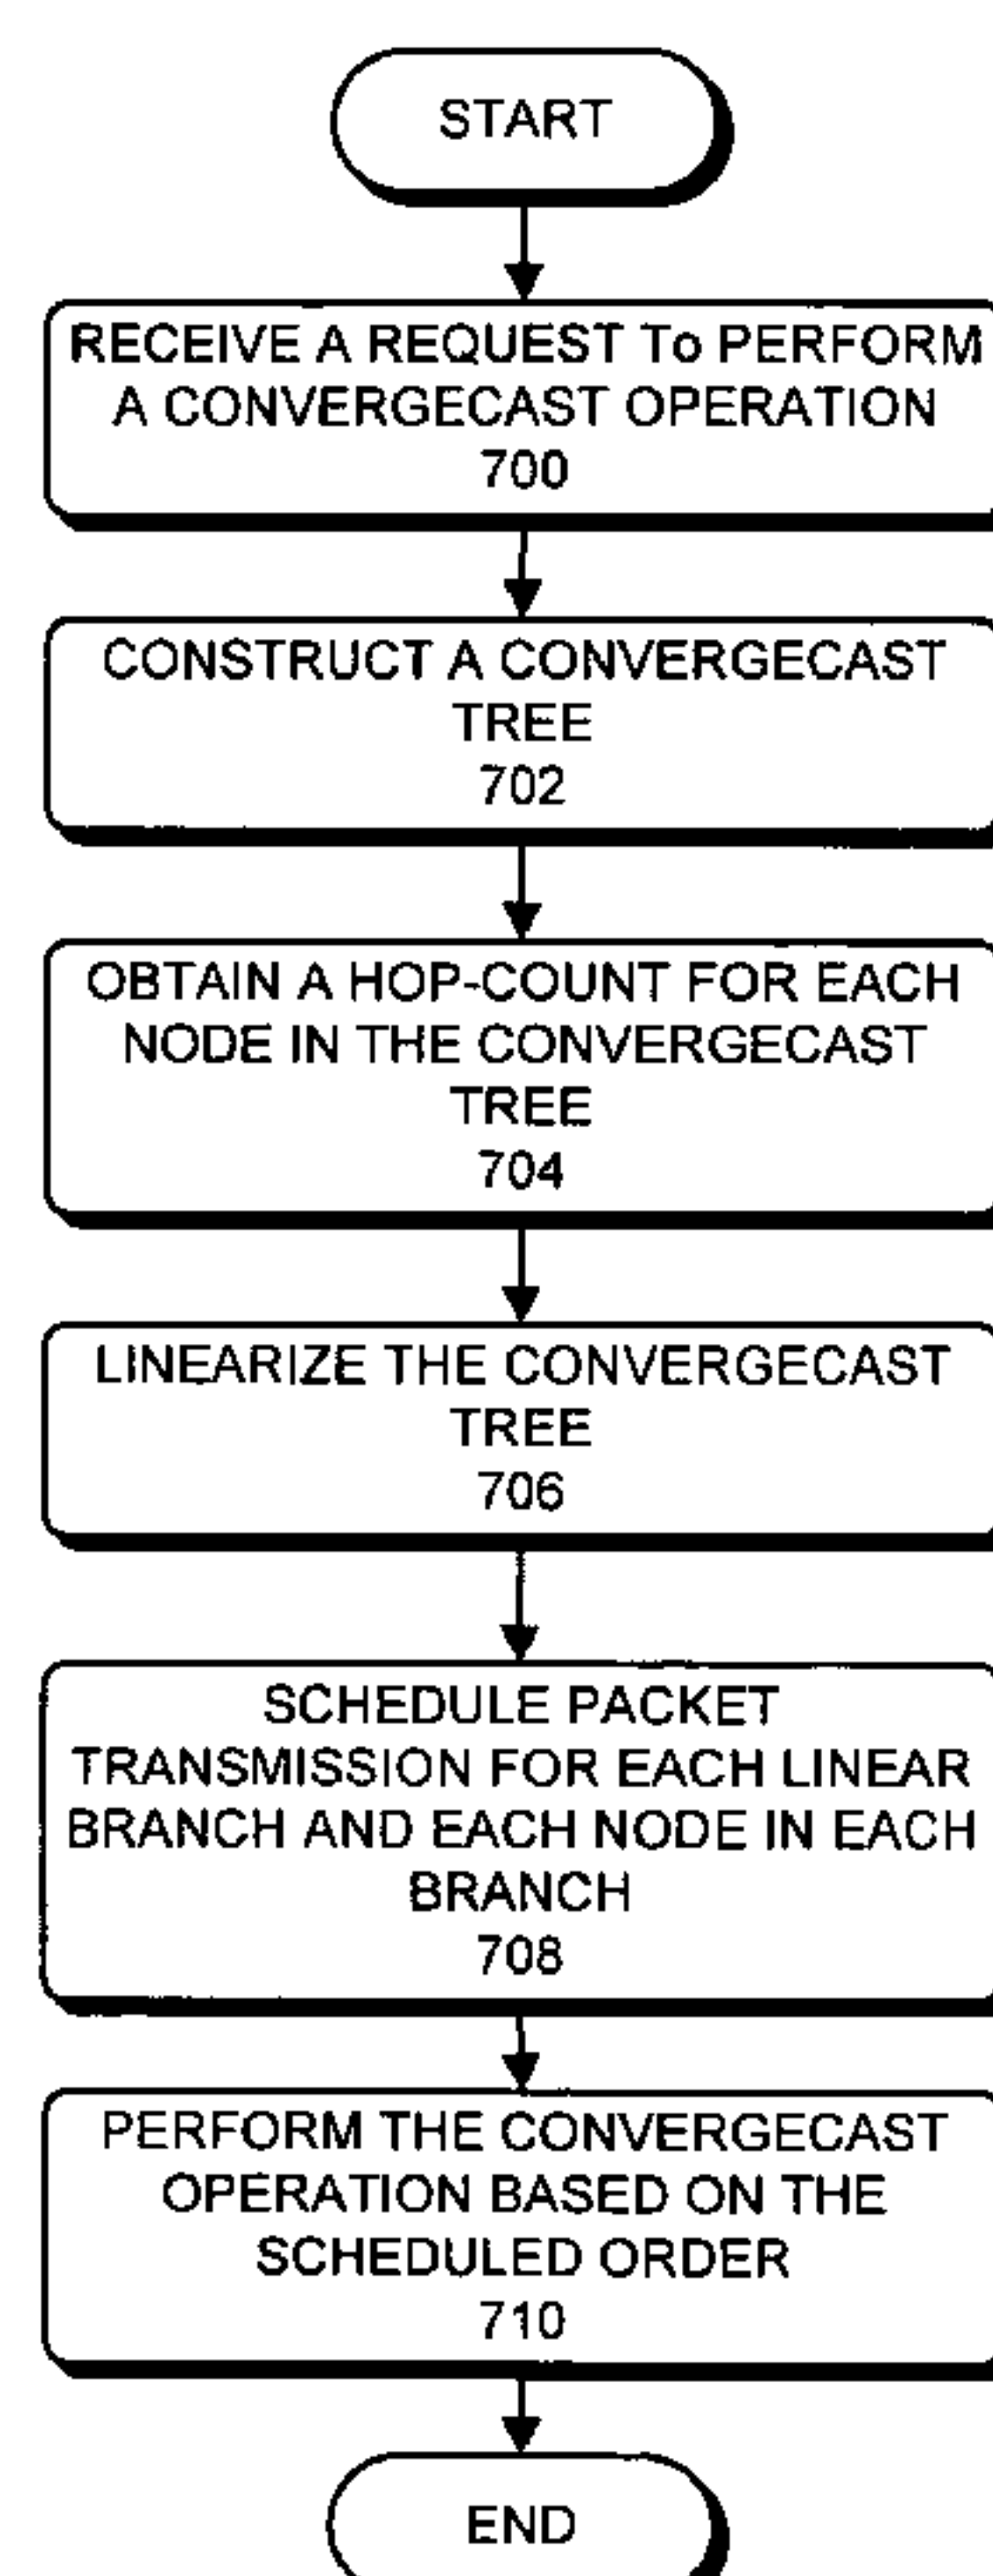 START
RECEIVE A REQUEST To PERFORM
A CONVERGECAST OPERATION
700
CONSTRUCT A CONVERGECAST
TREE
702
OBTAIN A HOP-COUNT FOR EACH
NODE IN THE CONVERGECAST
TREE
704
LINEARIZE THE CONVERGECAST
TREE
706
SCHEDULE PACKET
TRANSMISSION FOR EACH LINEAR
BRANCH AND EACH NODE IN EACH
BRANCH
708
PERFORM THE CONVERGECAST
OPERATION BASED ON THE
SCHEDULED ORDER
710
END